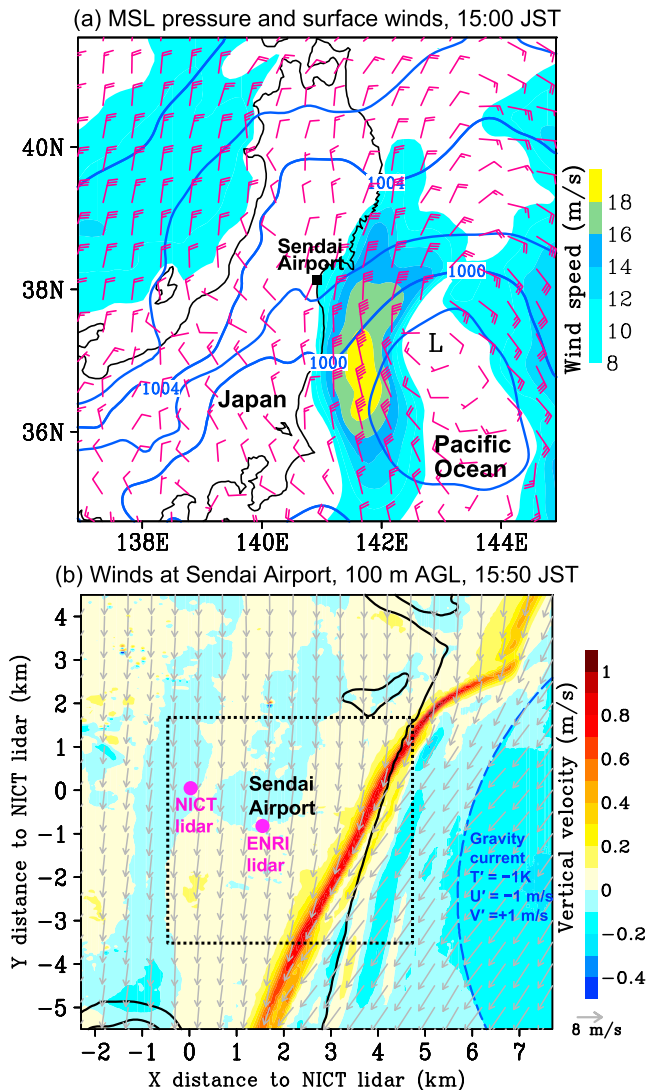 (a) MSL pressure and surface winds, 15:00 JST
40N
38N
36N
138E
140E
142E
144E
1004
Sendai
Airport
1000
L
1000
1004
Japan
Pacific
Ocean
Wind speed (m/s)
18
16
14
12
10
8
(b) Winds at Sendai Airport, 100 m AGL, 15:50 JST
Y distance to NICT lidar (km)
4
3
2
1
0
−1
−2
−3
−4
−5
NICT
lidar
Sendai
Airport
ENRI
lidar
Gravity
current
T′ = −1K
U′ = −1 m/s
V′ =+1 m/s
Vertical velocity (m/s)
1
0.8
0.6
0.4
0.2
0
−0.2
−0.4
8 m/s
−2
−1
0
1
2
3
4
5
6
7
X distance to NICT lidar (km)